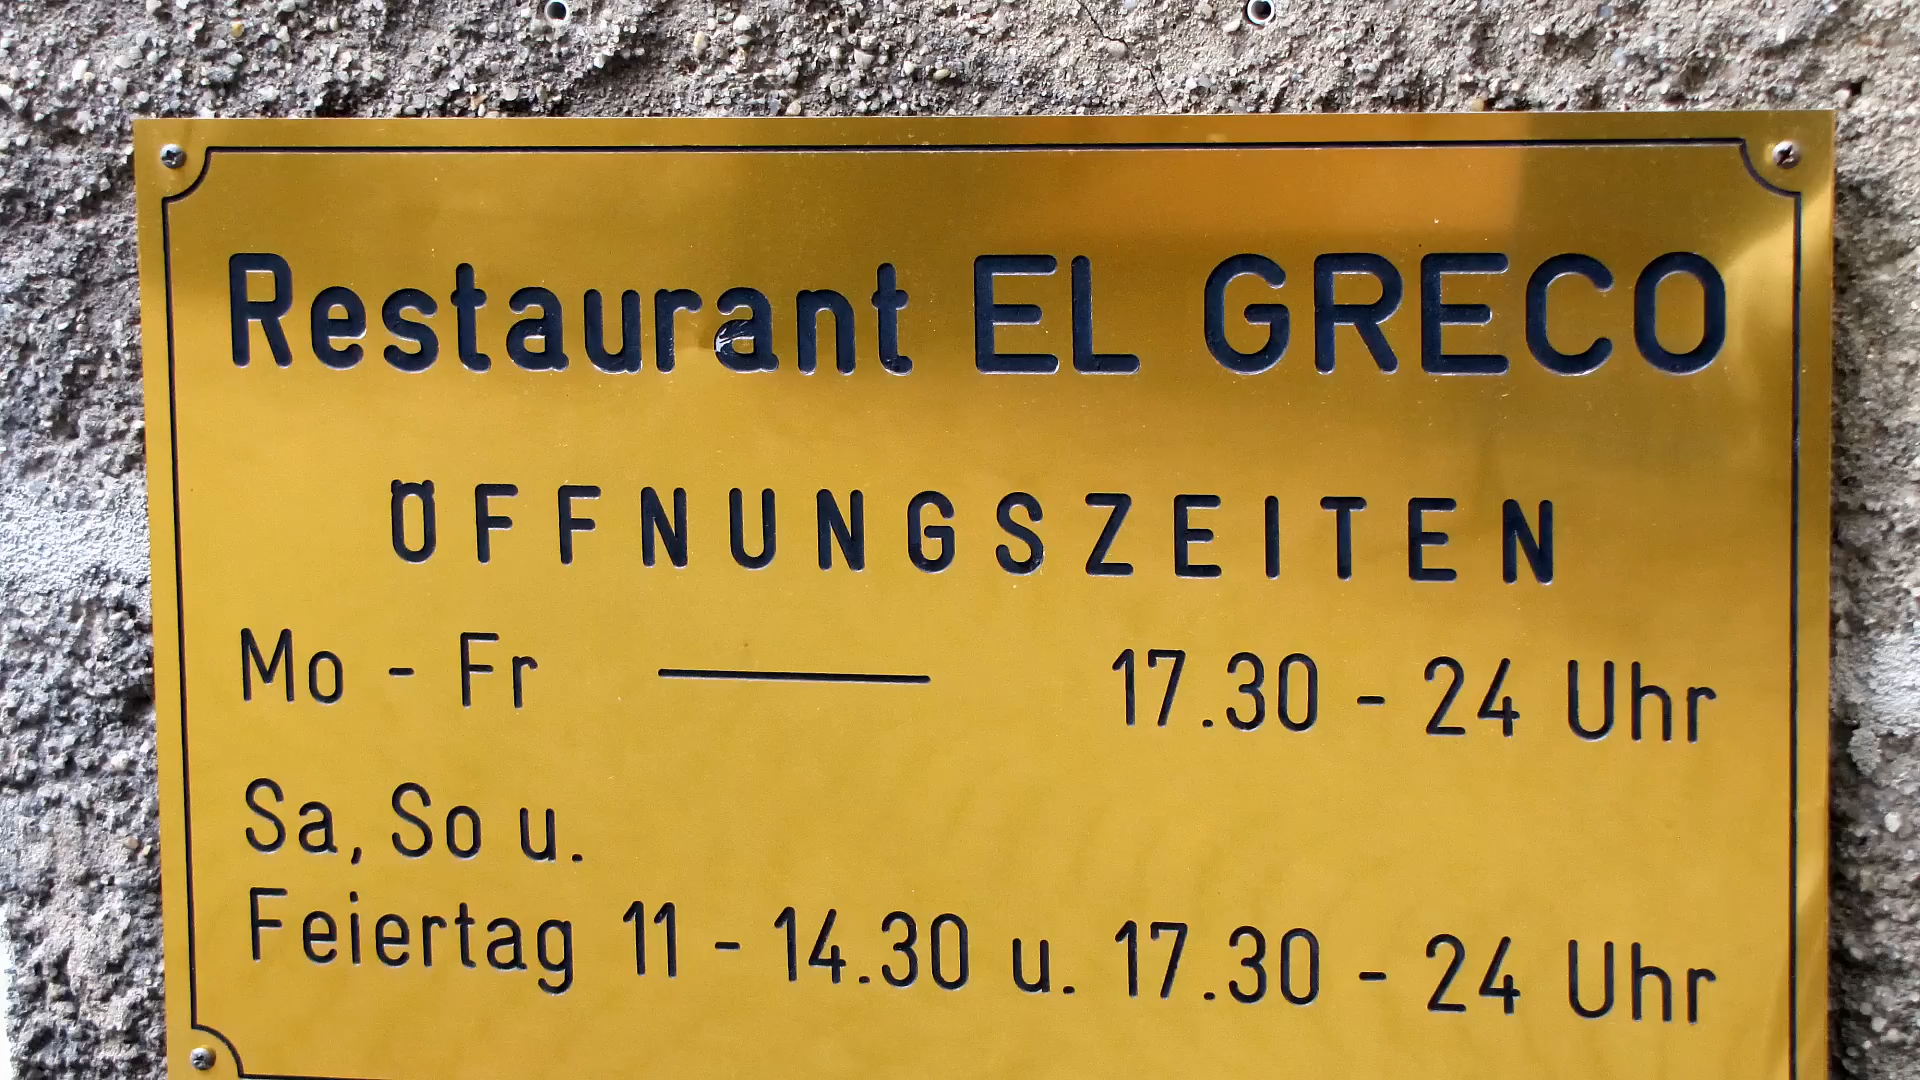 Restaurant EL GRECO
ÖFFNUNGSZEITEN
Mo - Fr —— 17.30 - 24 Uhr
Sa, So u.
Feiertag 11 - 14.30 u. 17.30 - 24 Uhr